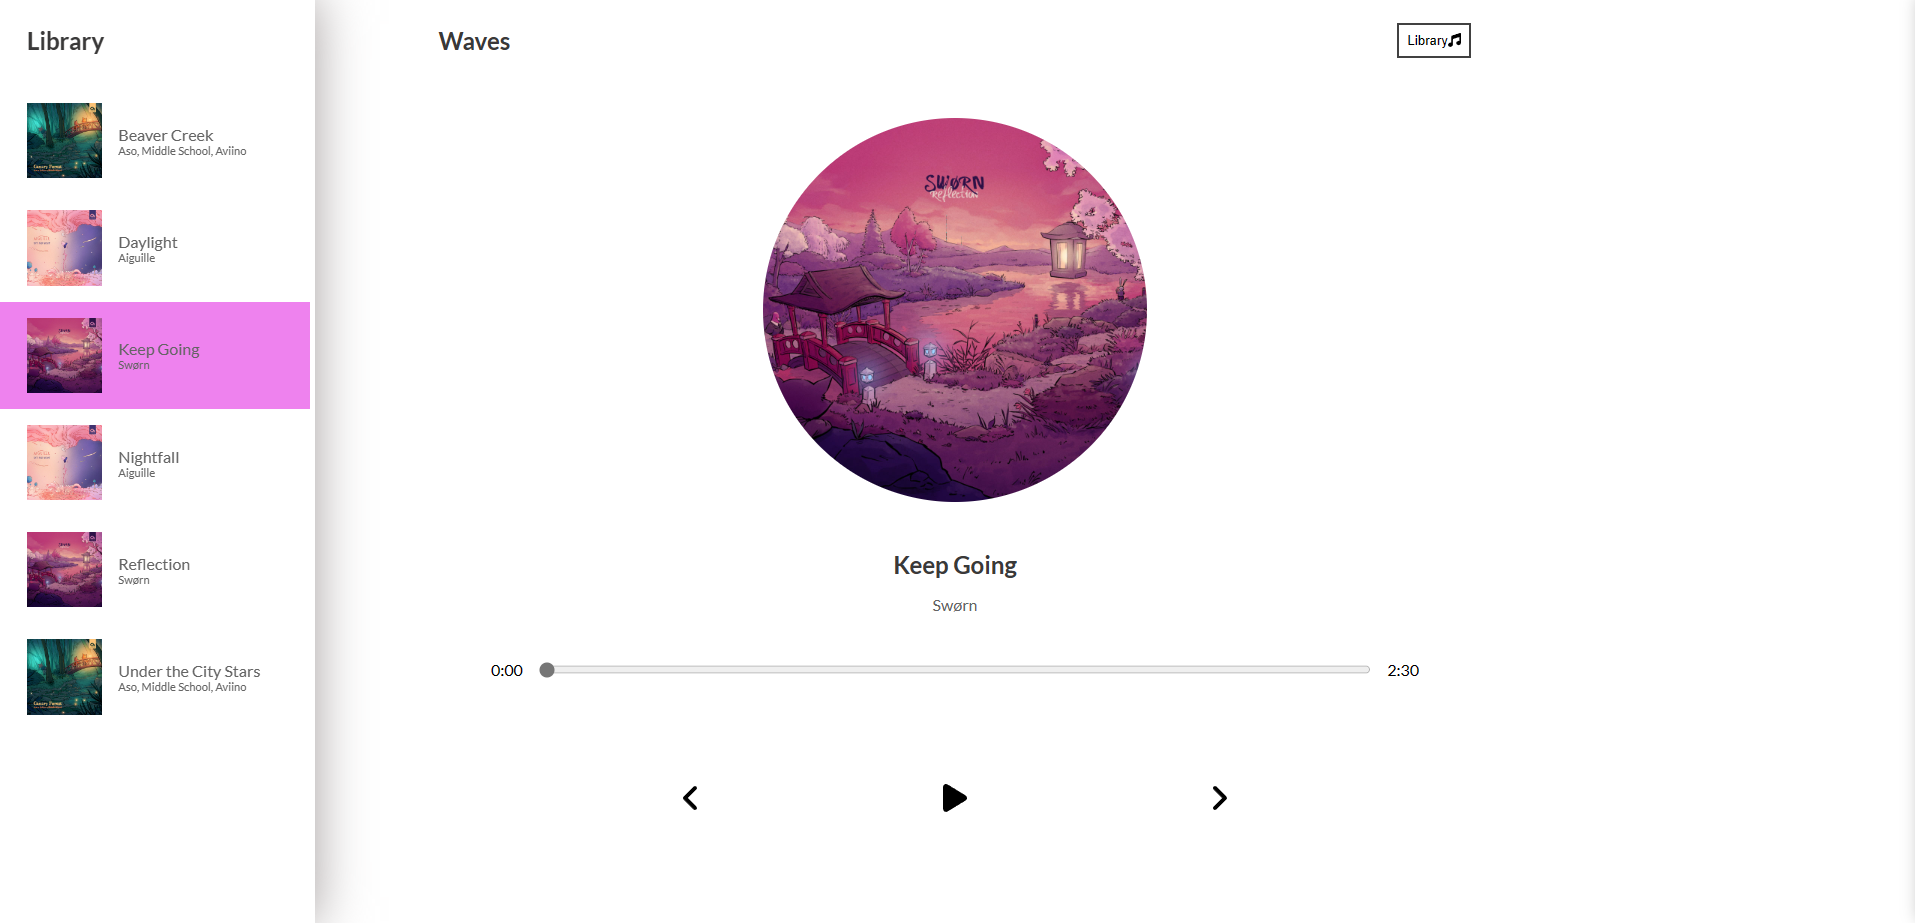 Library
Beaver Creek
Aso, Middle School, Aviino
Daylight
Aiguille
Keep Going
Swørn
Nightfall
Aiguille
Reflection
Swørn
Under the City Stars
Aso, Middle School, Aviino
Waves
Library
SWØRN
Reflection
Keep Going
Swørn
0:00
2:30